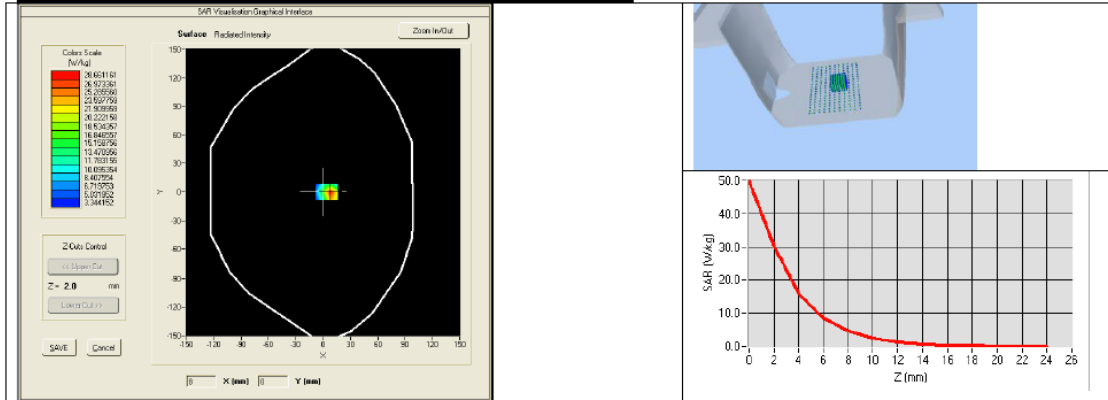 SAR Visualisation Graphical Interface
Surface Radiated Intensity
Zoom In/Out
Colors Scale
(W/kg)
28.661161
26.973361
25.285560
23.597759
21.909959
20.222158
18.534357
16.846557
15.158756
13.470956
11.783155
10.095354
8.407554
6.719753
5.031952
3.344152
150
120
90
60
30
0
-30
-60
-90
-120
-150
Y
-150 -120 -90 -60 -30 0 30 60 90 120 150
X
Z Cuts Control
<< Upper Cut
Z = 2.0 mm
Lower Cut >>
SAVE Cancel
8 X (mm) 0 Y (mm)
50.0
40.0
30.0
20.0
10.0
0.0
SAR (W/kg)
0 2 4 6 8 10 12 14 16 18 20 22 24 26
Z (mm)